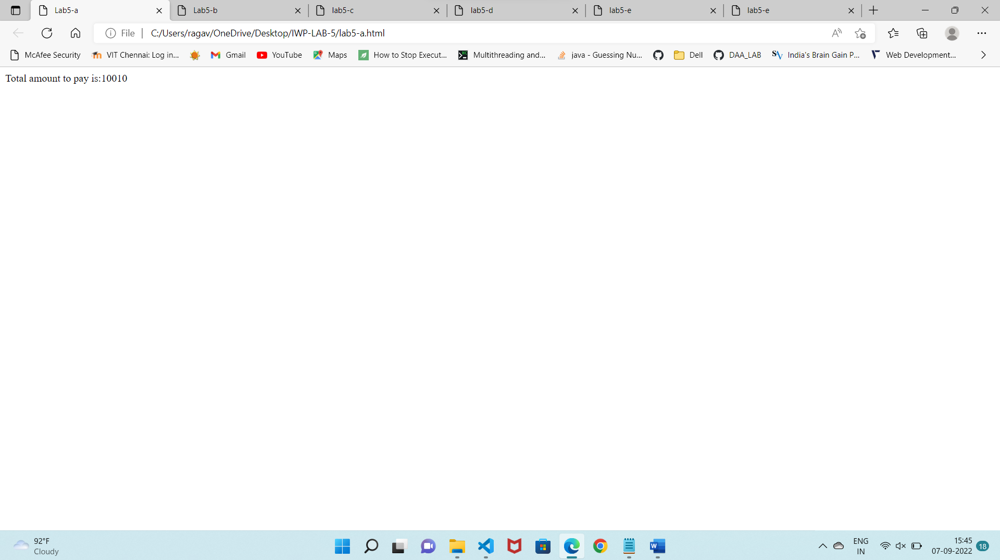 Lab5-a Lab5-b lab5-c lab5-d lab5-e lab5-e
File C:/Users/ragav/OneDrive/Desktop/IWP-LAB-5/lab5-a.html
McAfee Security VIT Chennai: Log in... Gmail YouTube Maps How to Stop Execut... Multithreading and... java - Guessing Nu... Dell DAA_LAB India's Brain Gain P... Web Development...
Total amount to pay is:10010
92°F
Cloudy
ENG
IN
15:45
07-09-2022
18